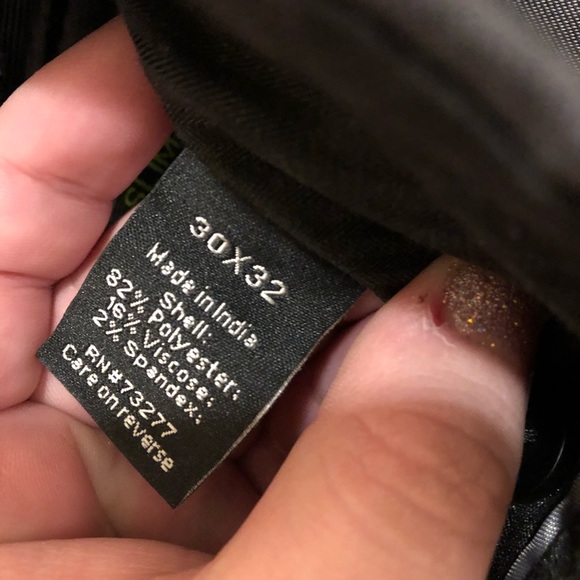 30X32
Made in India
Shell:
82% Polyester;
16% Viscose;
2% Spandex;
RN#73277
Care on reverse